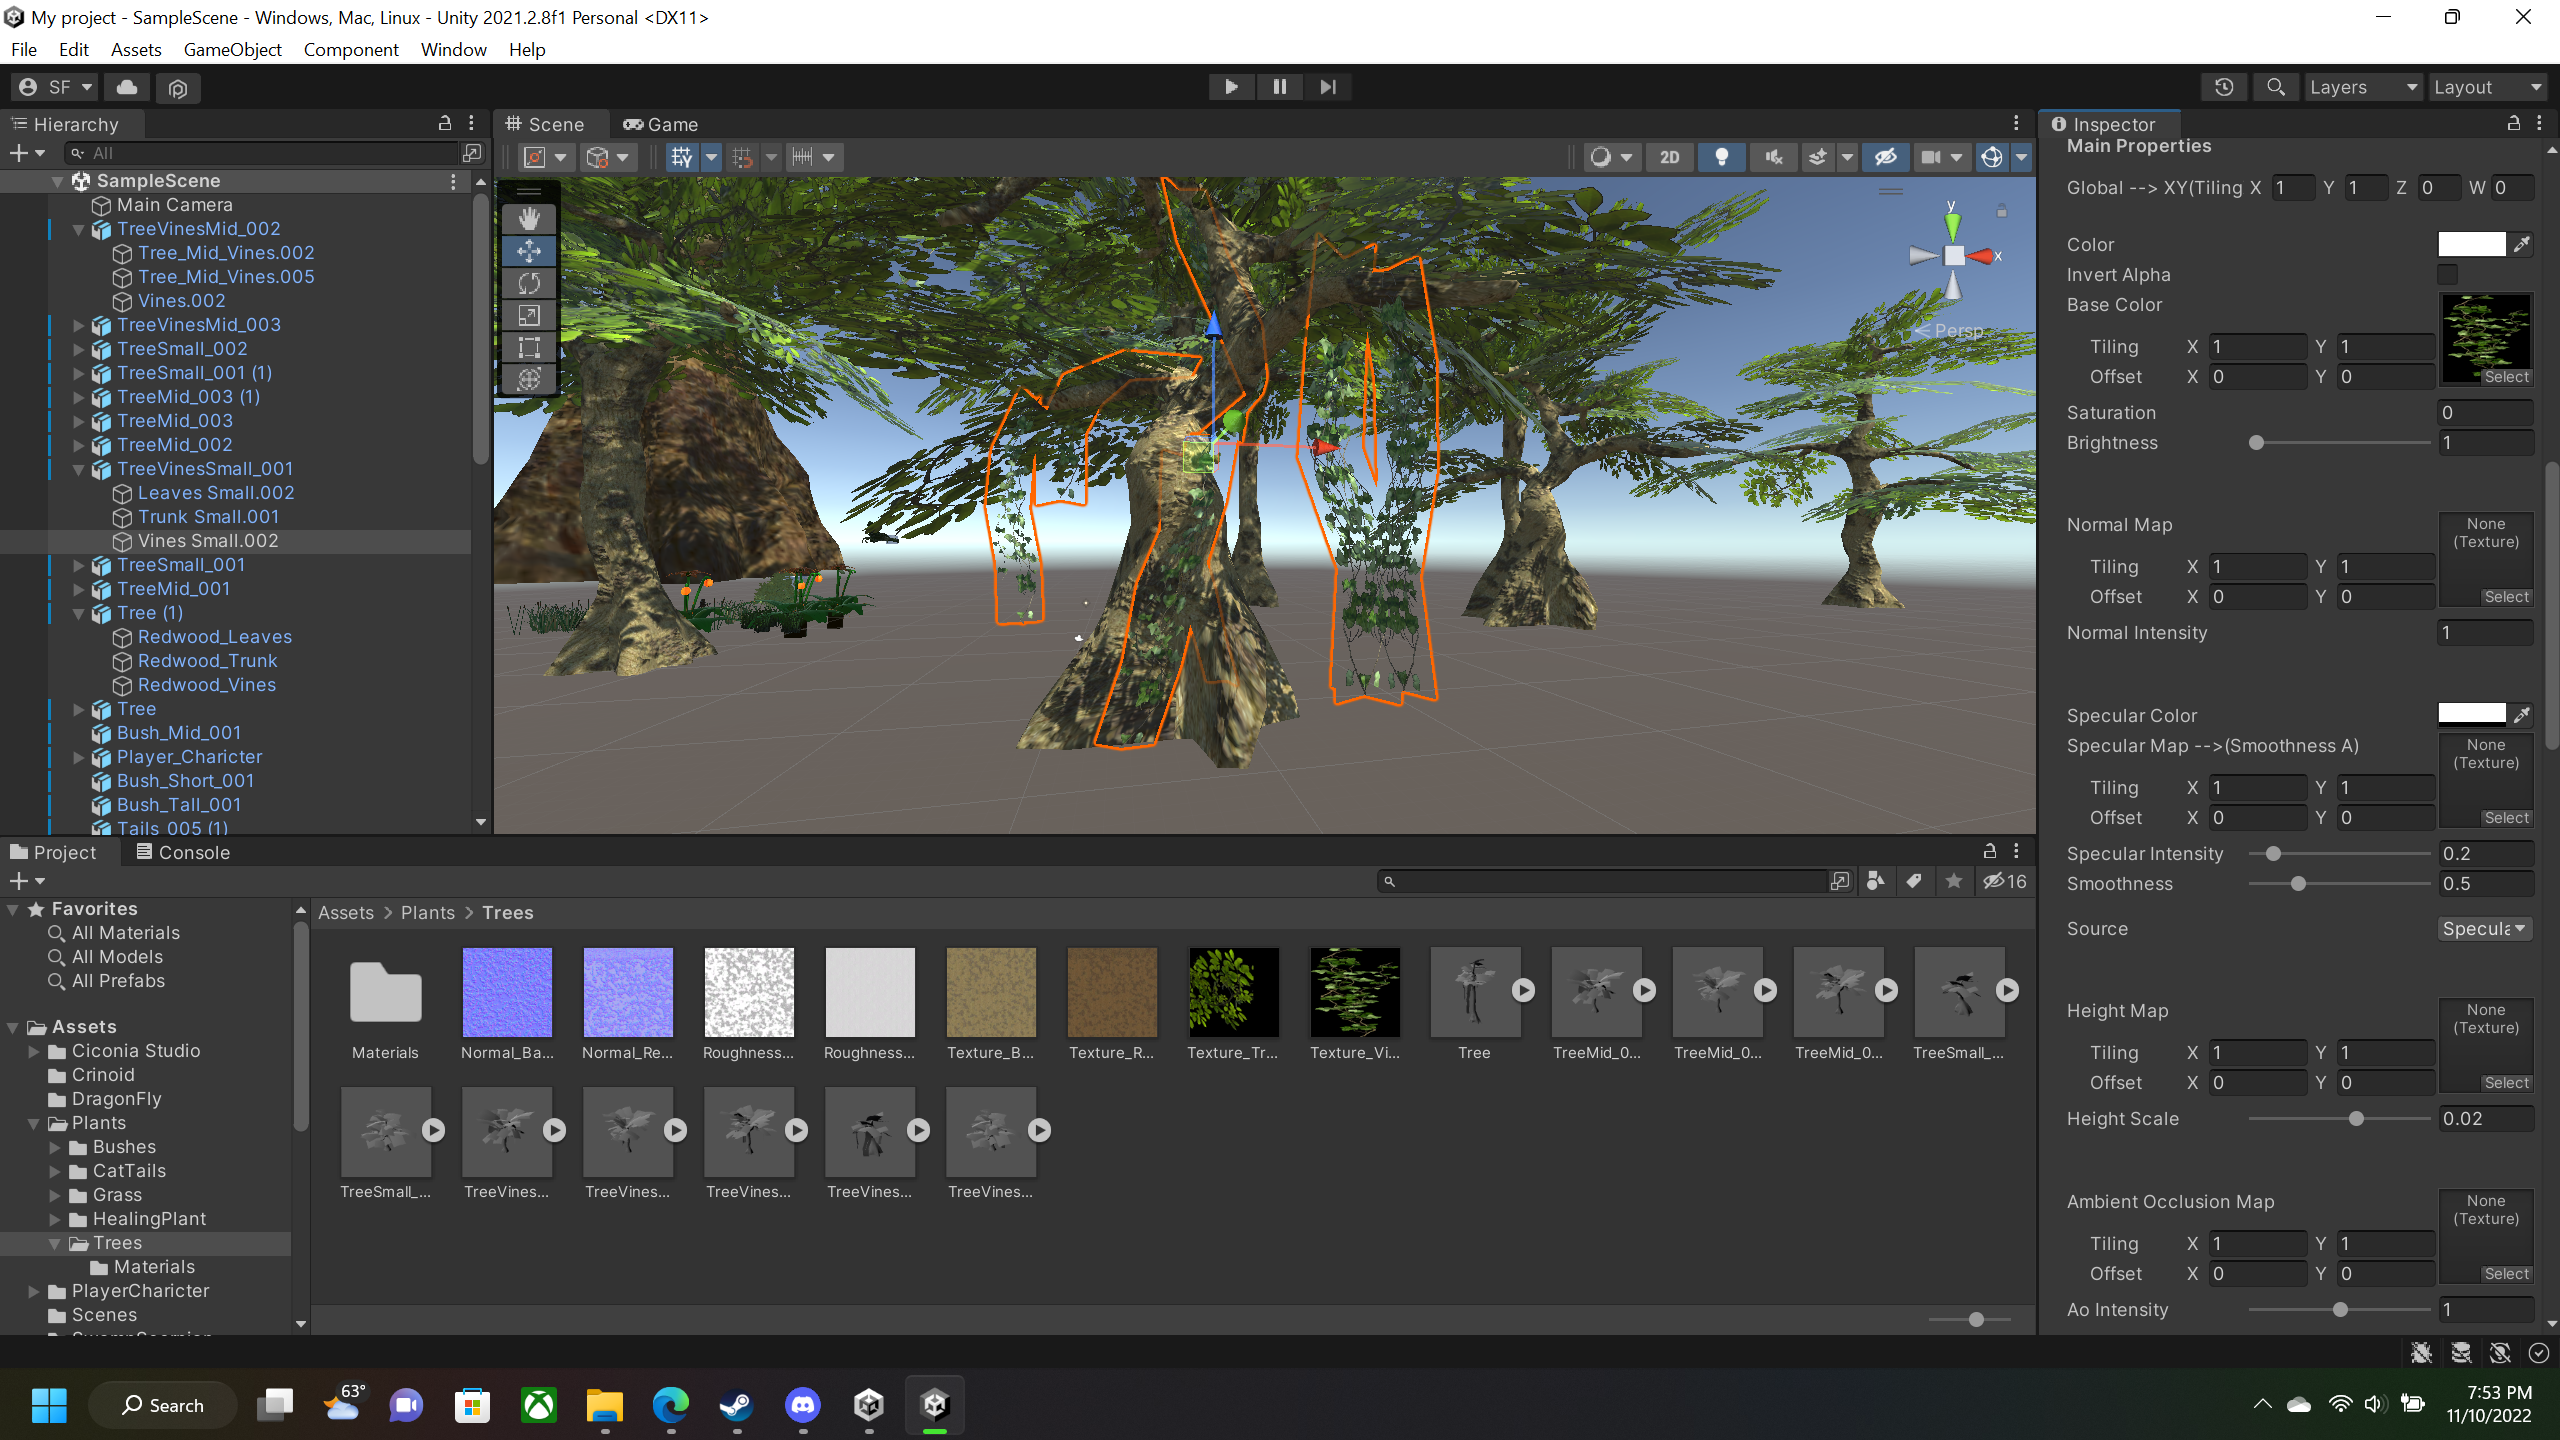 My project - SampleScene - Windows, Mac, Linux - Unity 2021.2.8f1 Personal <DX11>
File Edit Assets GameObject Component Window Help
SF
Layers
Layout
Hierarchy
All
SampleScene
Main Camera
TreeVinesMid_002
Tree_Mid_Vines.002
Tree_Mid_Vines.005
Vines.002
TreeVinesMid_003
TreeSmall_002
TreeSmall_001 (1)
TreeMid_003 (1)
TreeMid_003
TreeMid_002
TreeVinesSmall_001
Leaves Small.002
Trunk Small.001
Vines Small.002
TreeSmall_001
TreeMid_001
Tree (1)
Redwood_Leaves
Redwood_Trunk
Redwood_Vines
Tree
Bush_Mid_001
Player_Charicter
Bush_Short_001
Bush_Tall_001
Tails_005 (1)
Scene Game
2D
y
x
Persp
Inspector
Main Properties
Global --> XY(Tiling X 1 Y 1 Z 0 W 0
Color
Invert Alpha
Base Color
Tiling X 1 Y 1
Offset X 0 Y 0 Select
Saturation 0
Brightness 1
Normal Map None
(Texture)
Tiling X 1 Y 1
Offset X 0 Y 0 Select
Normal Intensity 1
Specular Color
Specular Map -->(Smoothness A) None
(Texture)
Tiling X 1 Y 1
Offset X 0 Y 0 Select
Specular Intensity 0.2
Smoothness 0.5
Source Specula
Height Map None
(Texture)
Tiling X 1 Y 1
Offset X 0 Y 0 Select
Height Scale 0.02
Ambient Occlusion Map None
(Texture)
Tiling X 1 Y 1
Offset X 0 Y 0 Select
Ao Intensity 1
Project Console
16
Favorites
All Materials
All Models
All Prefabs
Assets
Ciconia Studio
Crinoid
DragonFly
Plants
Bushes
CatTails
Grass
HealingPlant
Trees
Materials
PlayerCharicter
Scenes
Assets > Plants > Trees
Materials Normal_Ba... Normal_Re... Roughness... Roughness... Texture_B... Texture_R... Texture_Tr... Texture_Vi... Tree TreeMid_0... TreeMid_0... TreeMid_0... TreeSmall_...
TreeSmall_... TreeVines... TreeVines... TreeVines... TreeVines... TreeVines...
Search
63°
7:53 PM
11/10/2022